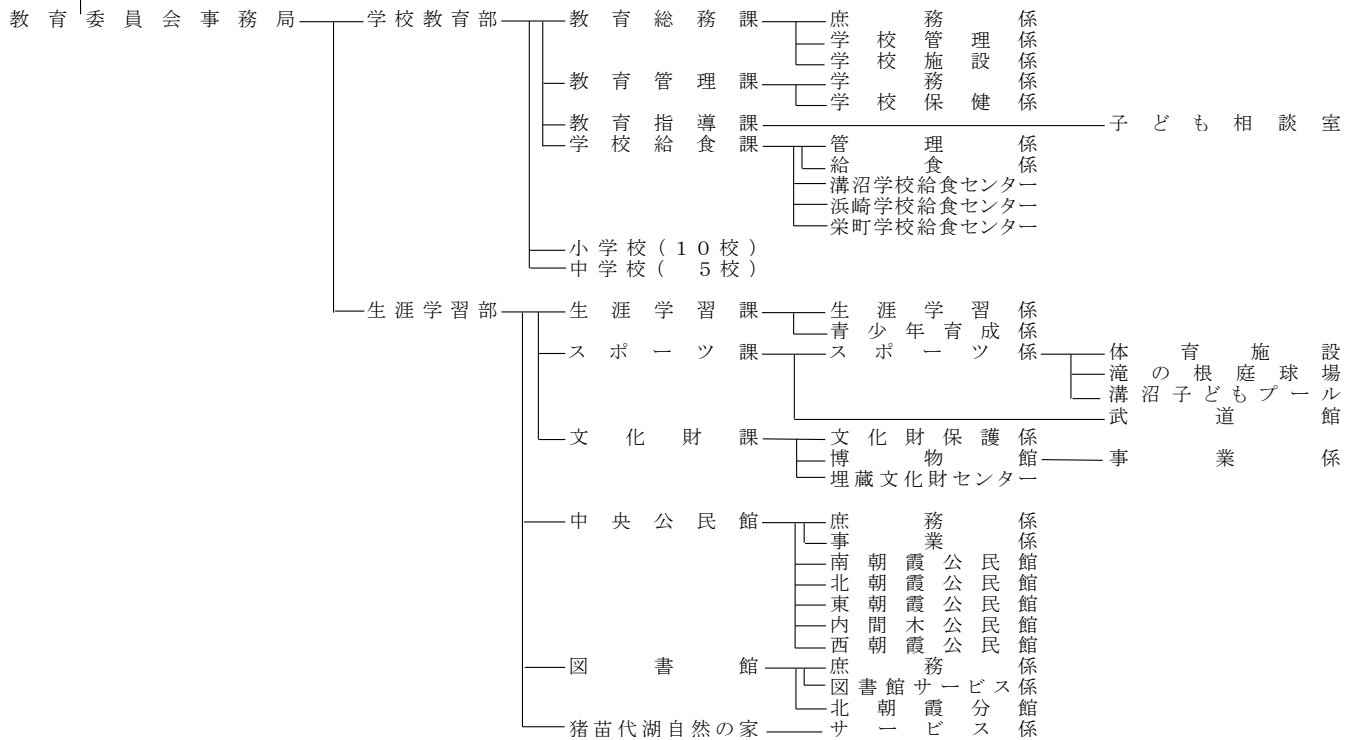 教育委員会事務局 学校教育部 教育総務課 庶務係
学校管理係
学校施設係
教育管理課 学務係
学校保健係
教育指導課 子ども相談室
学校給食課 管理係
給食係
溝沼学校給食センター
浜崎学校給食センター
栄町学校給食センター
小学校(10校)
中学校( 5校)
生涯学習部 生涯学習課 生涯学習係
青少年育成係
スポーツ課 スポーツ係 体育施設
滝の根庭球場
溝沼子どもプール
武道館
文化財課 文化財保護係
博物館 事業係
埋蔵文化財センター
中央公民館 庶務係
事業係
南朝霞公民館
北朝霞公民館
東朝霞公民館
内間木公民館
西朝霞公民館
図書館 庶務係
図書館サービス係
北朝霞分館
猪苗代湖自然の家 サービス係